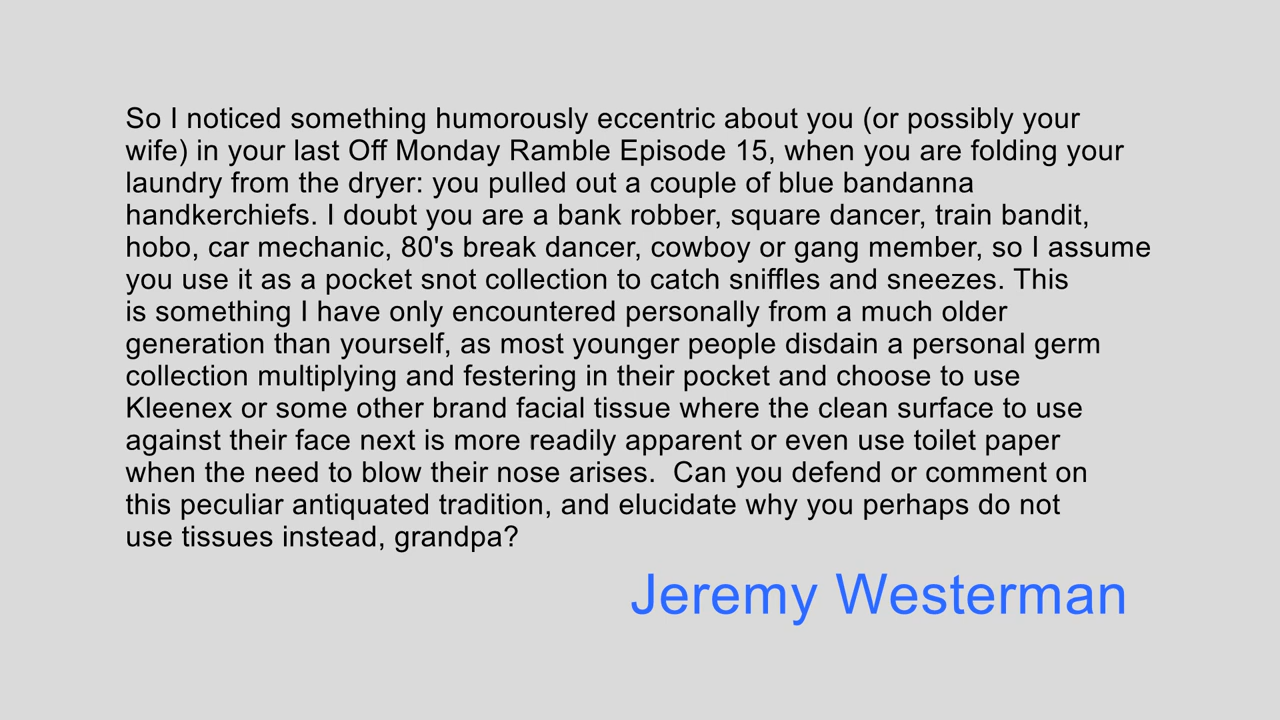 So I noticed something humorously eccentric about you (or possibly your
wife) in your last Off Monday Ramble Episode 15, when you are folding your
laundry from the dryer: you pulled out a couple of blue bandanna
handkerchiefs. I doubt you are a bank robber, square dancer, train bandit,
hobo, car mechanic, 80's break dancer, cowboy or gang member, so I assume
you use it as a pocket snot collection to catch sniffles and sneezes. This
is something I have only encountered personally from a much older
generation than yourself, as most younger people disdain a personal germ
collection multiplying and festering in their pocket and choose to use
Kleenex or some other brand facial tissue where the clean surface to use
against their face next is more readily apparent or even use toilet paper
when the need to blow their nose arises.  Can you defend or comment on
this peculiar antiquated tradition, and elucidate why you perhaps do not
use tissues instead, grandpa?
Jeremy Westerman